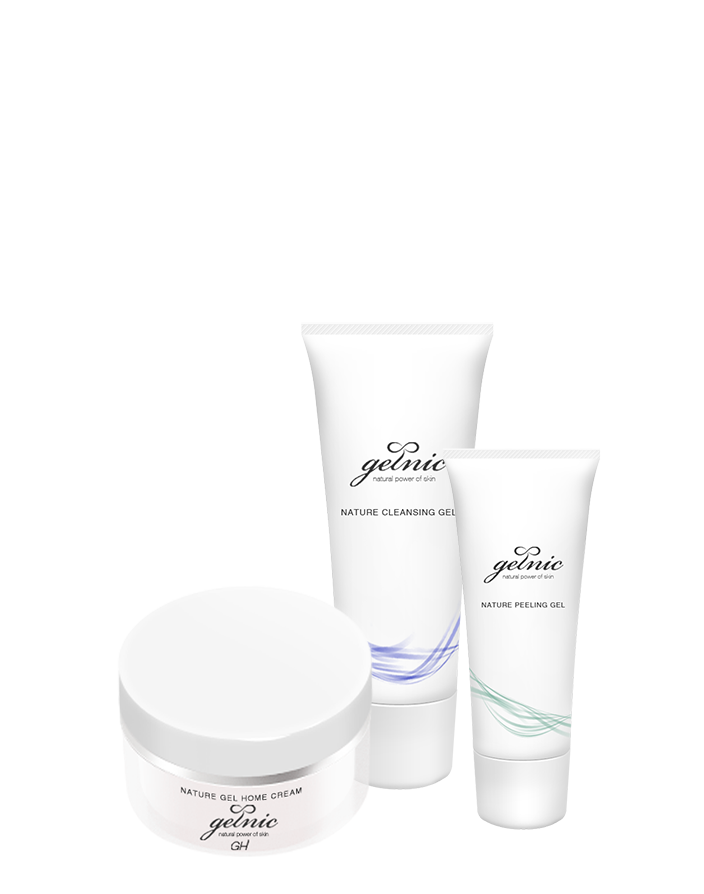 gelnic
natural power of skin
NATURE CLEANSING GEL
gelnic
natural power of skin
NATURE PEELING GEL
NATURE GEL HOME CREAM
gelnic
natural power of skin
GH